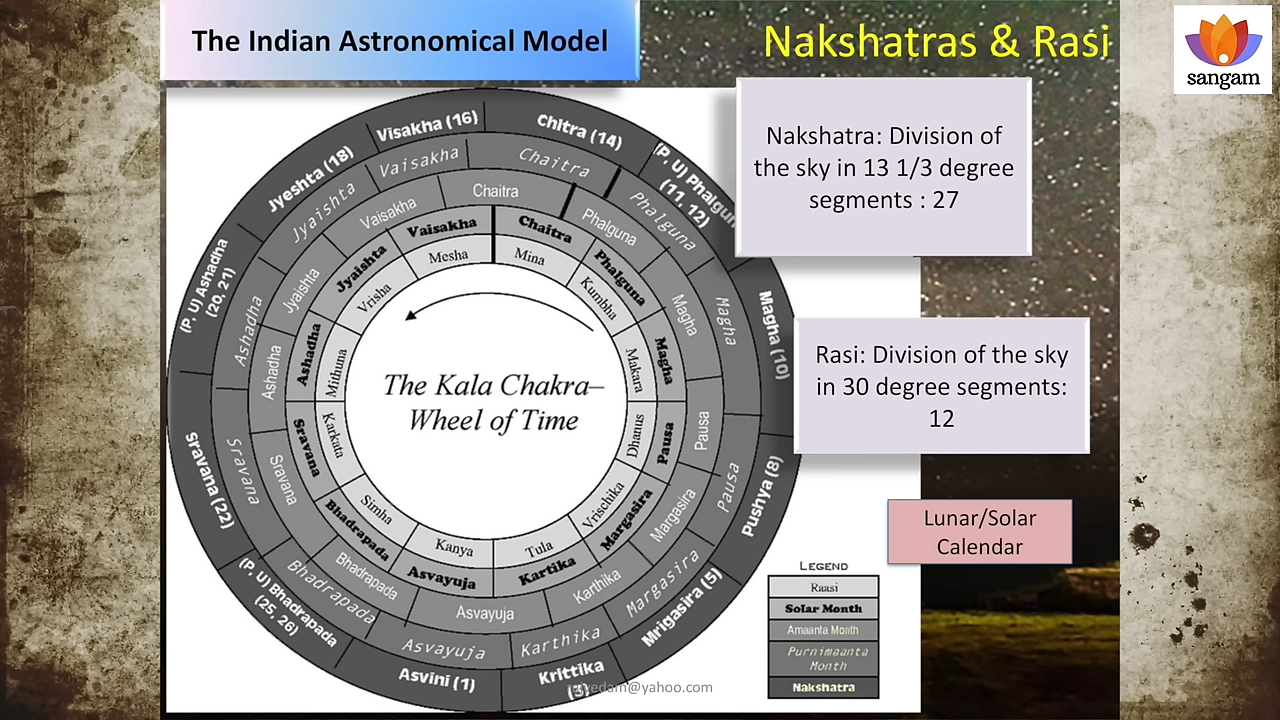 The Indian Astronomical Model
Nakshatras & Rasi
sangam
Nakshatra: Division of
the sky in 13 1/3 degree
segments : 27
Rasi: Division of the sky
in 30 degree segments:
12
Lunar/Solar
Calendar
The Kala Chakra–
Wheel of Time
Visakha (16)
Chitra (14)
(P, U) Phalgun
(11, 12)
Magha (10)
Pushya (8)
Mrigasira (5)
Krittika
Asvini (1)
(P, U) Bhadrapada
(25, 26)
Sravana (22)
(P, U) Ashadha
(20, 21)
Jyeshta (18)
Vaisakha
Chaitra
Phalguna
Magha
Pausa
Margasira
Karthika
Asvayuja
Bhadrapada
Sravana
Ashadha
Jyaishta
Vaisakha
Chaitra
Phalguna
Magha
Pausa
Margasira
Karthika
Asvayuja
Bhadrapada
Sravana
Ashadha
Jyaishta
Vaisakha
Chaitra
Phalguna
Magha
Pausa
Margasira
Kartika
Asvayuja
Bhadrapada
Sravana
Ashadha
Jyaishta
Mesha
Mina
Kumbha
Makara
Dhanus
Vrischika
Tula
Kanya
Simha
Karkata
Mithuna
Vrisha
Legend
Raasi
Solar Month
Amaanta Month
Purnimaanta
Month
Nakshatra